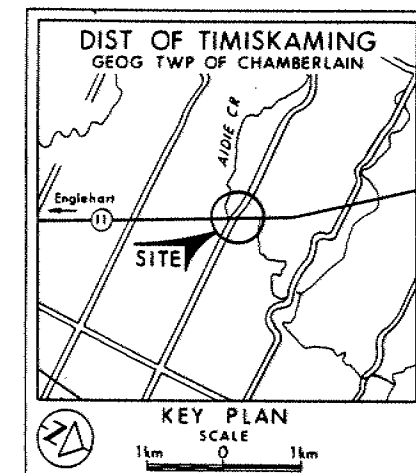 DIST OF TIMISKAMING
GEOG TWP OF CHAMBERLAIN
AIDIE CR
Englehart
11
SITE
N
KEY PLAN
SCALE
1km 0 1km